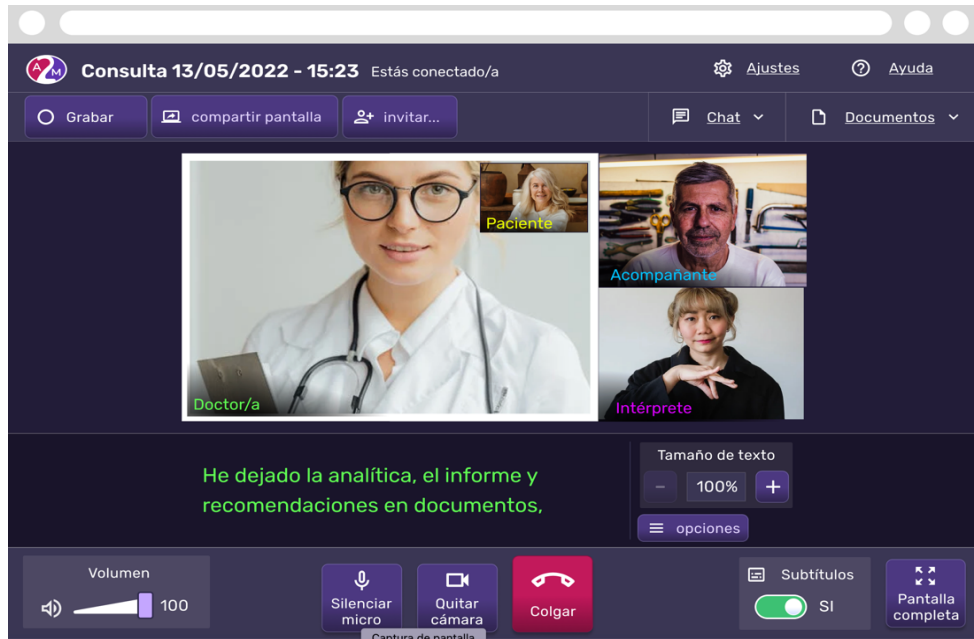 A2M
Consulta 13/05/2022 - 15:23 Estás conectado/a
Ajustes
Ayuda
Grabar
compartir pantalla
invitar...
Chat
Documentos
Paciente
Doctor/a
Acompañante
Intérprete
He dejado la analítica, el informe y
recomendaciones en documentos,
Tamaño de texto
- 100% +
opciones
Volumen
100
Silenciar
micro
Quitar
cámara
Colgar
Subtítulos
SI
Pantalla
completa
Captura de pantalla